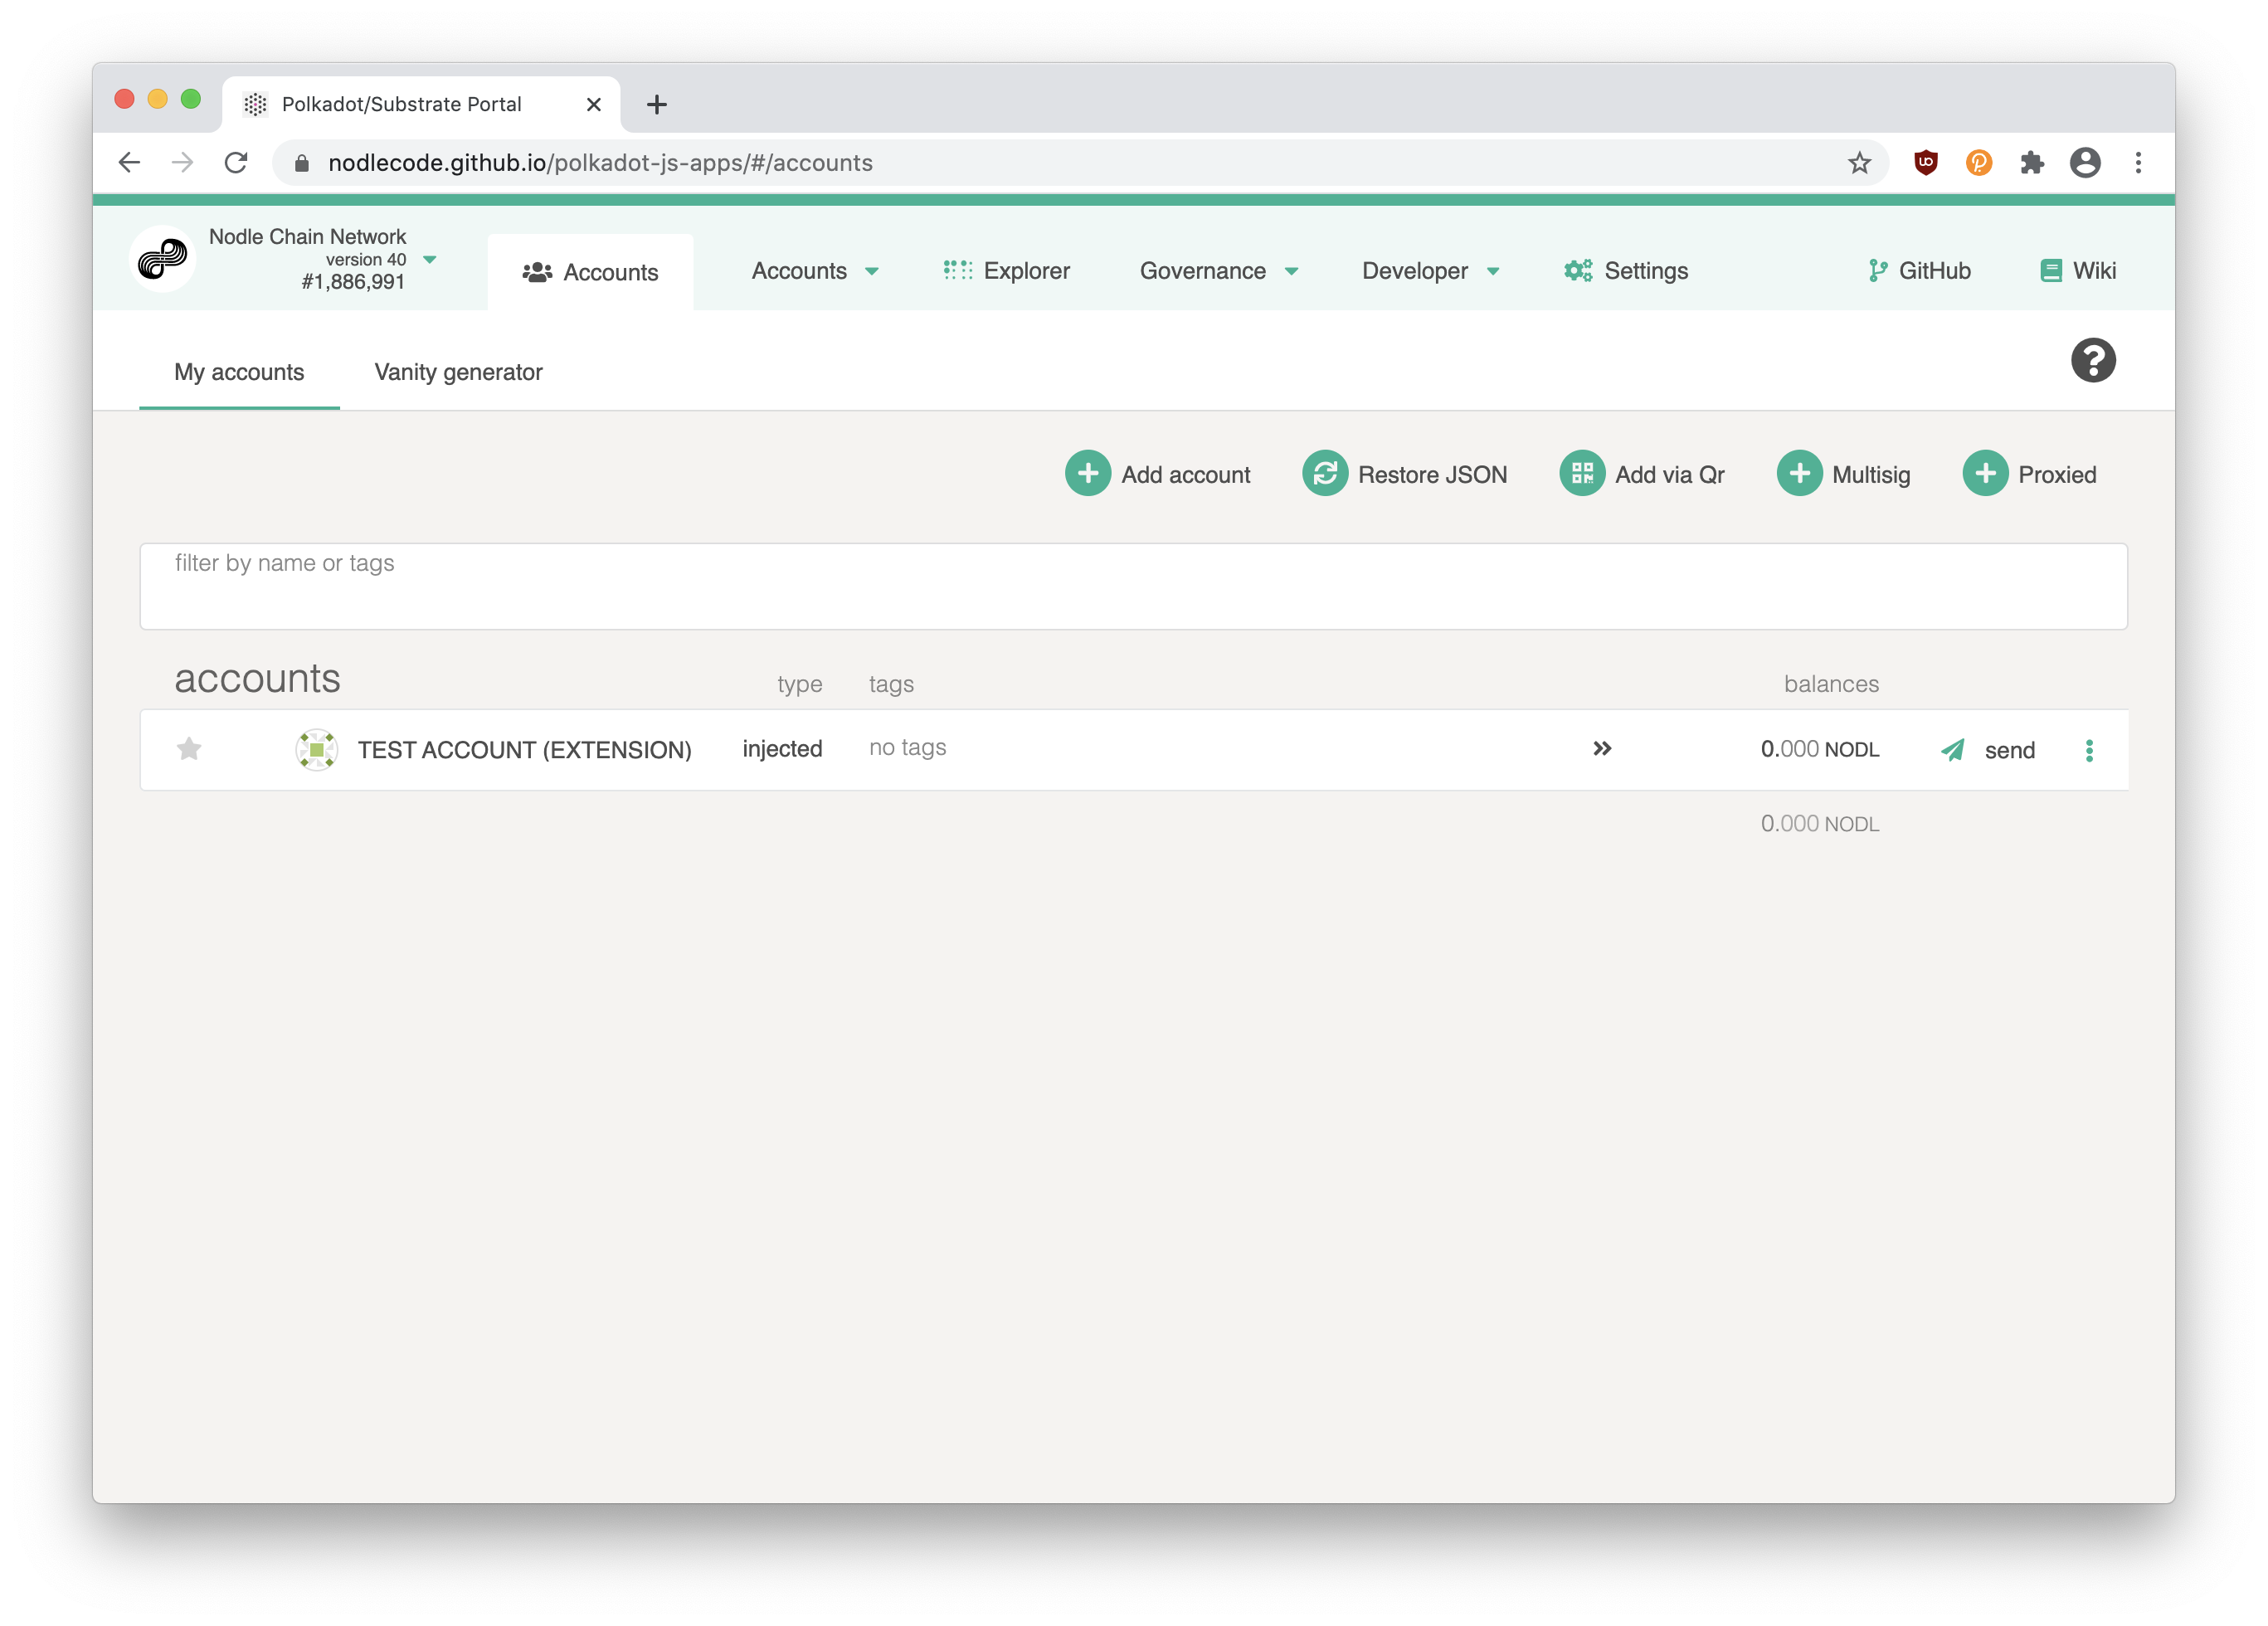 Polkadot/Substrate Portal
nodlecode.github.io/polkadot-js-apps/#/accounts
Nodle Chain Network
version 40
#1,886,991
Accounts
Accounts
Explorer
Governance
Developer
Settings
GitHub
Wiki
My accounts
Vanity generator
Add account
Restore JSON
Add via Qr
Multisig
Proxied
filter by name or tags
accounts type tags balances
TEST ACCOUNT (EXTENSION) injected no tags 0.000 NODL send
0.000 NODL